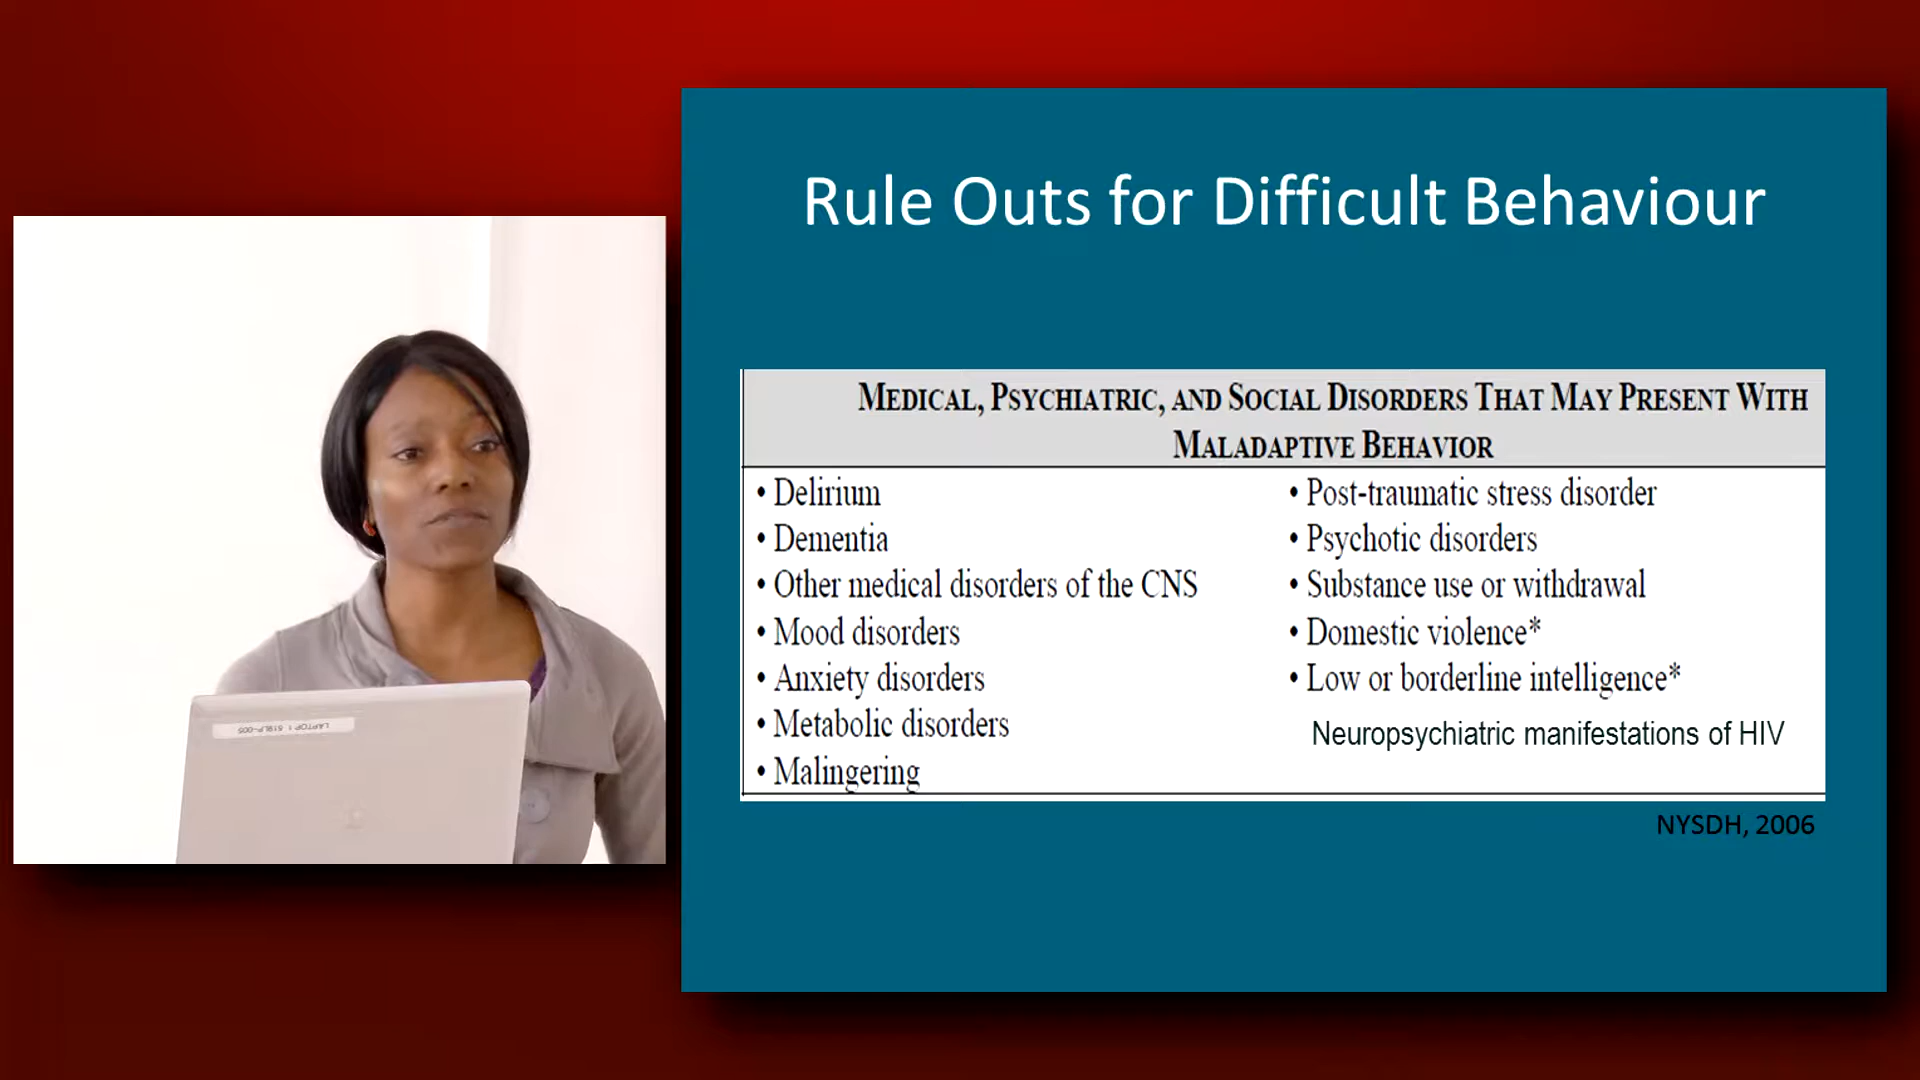 Rule Outs for Difficult Behaviour
MEDICAL, PSYCHIATRIC, AND SOCIAL DISORDERS THAT MAY PRESENT WITH
MALADAPTIVE BEHAVIOR
• Delirium
• Dementia
• Other medical disorders of the CNS
• Mood disorders
• Anxiety disorders
• Metabolic disorders
• Malingering
• Post-traumatic stress disorder
• Psychotic disorders
• Substance use or withdrawal
• Domestic violence*
• Low or borderline intelligence*
Neuropsychiatric manifestations of HIV
NYSDH, 2006